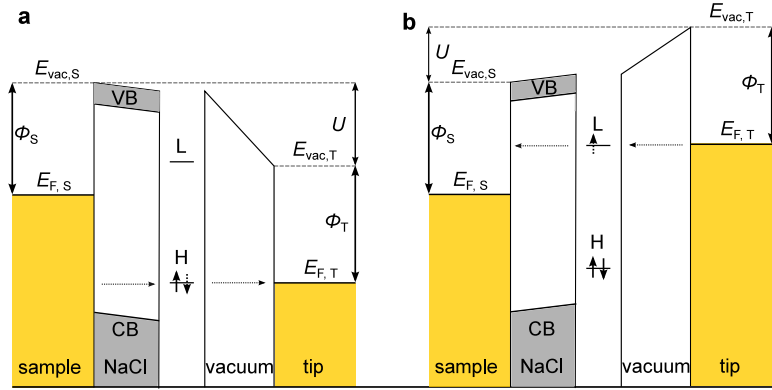 a
E_vac,S
VB
Φ_S
L
U
E_vac,T
E_F, S
Φ_T
H
E_F, T
CB
sample
NaCl
vacuum
tip
b
E_vac,T
U
E_vac,S
VB
Φ_T
Φ_S
L
E_F, T
E_F, S
H
CB
sample
NaCl
vacuum
tip